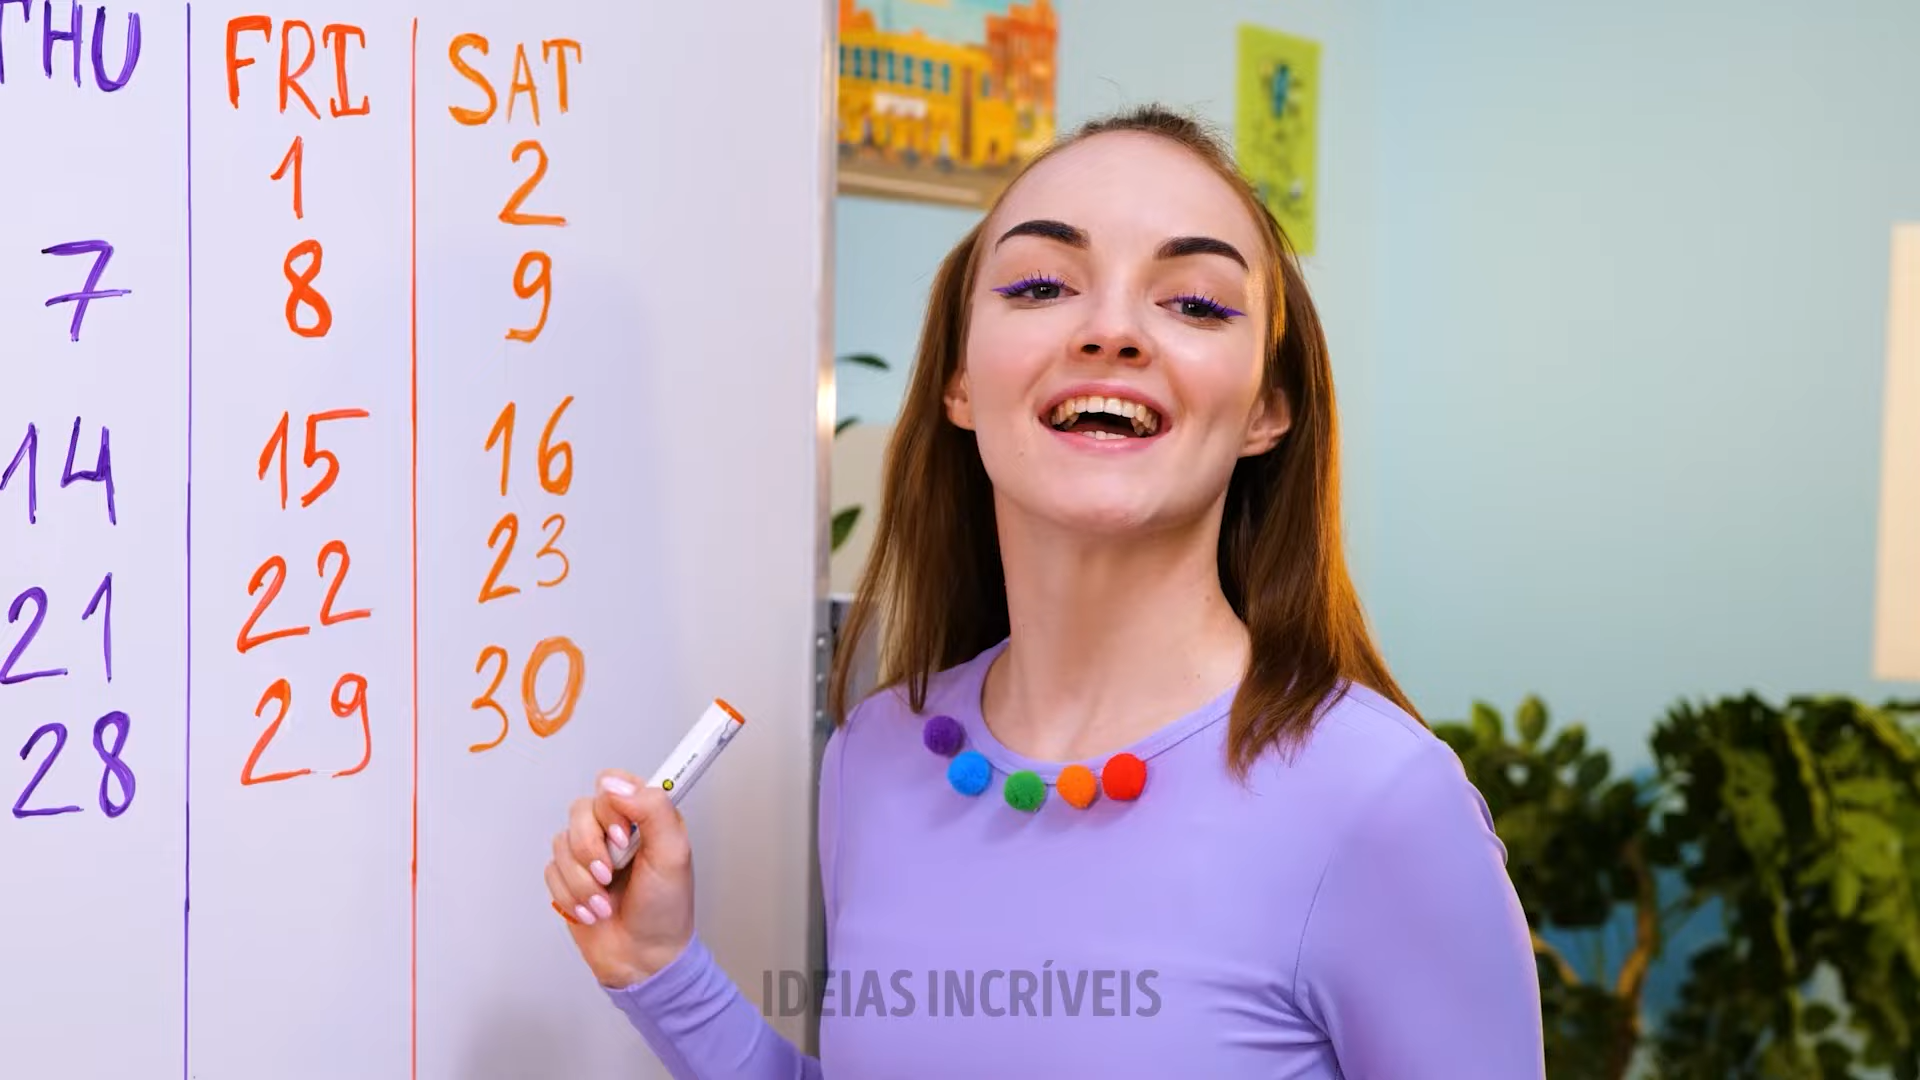 THU FRI SAT
1 2
7 8 9
14 15 16
21 22 23
28 29 30
IDEIAS INCRÍVEIS